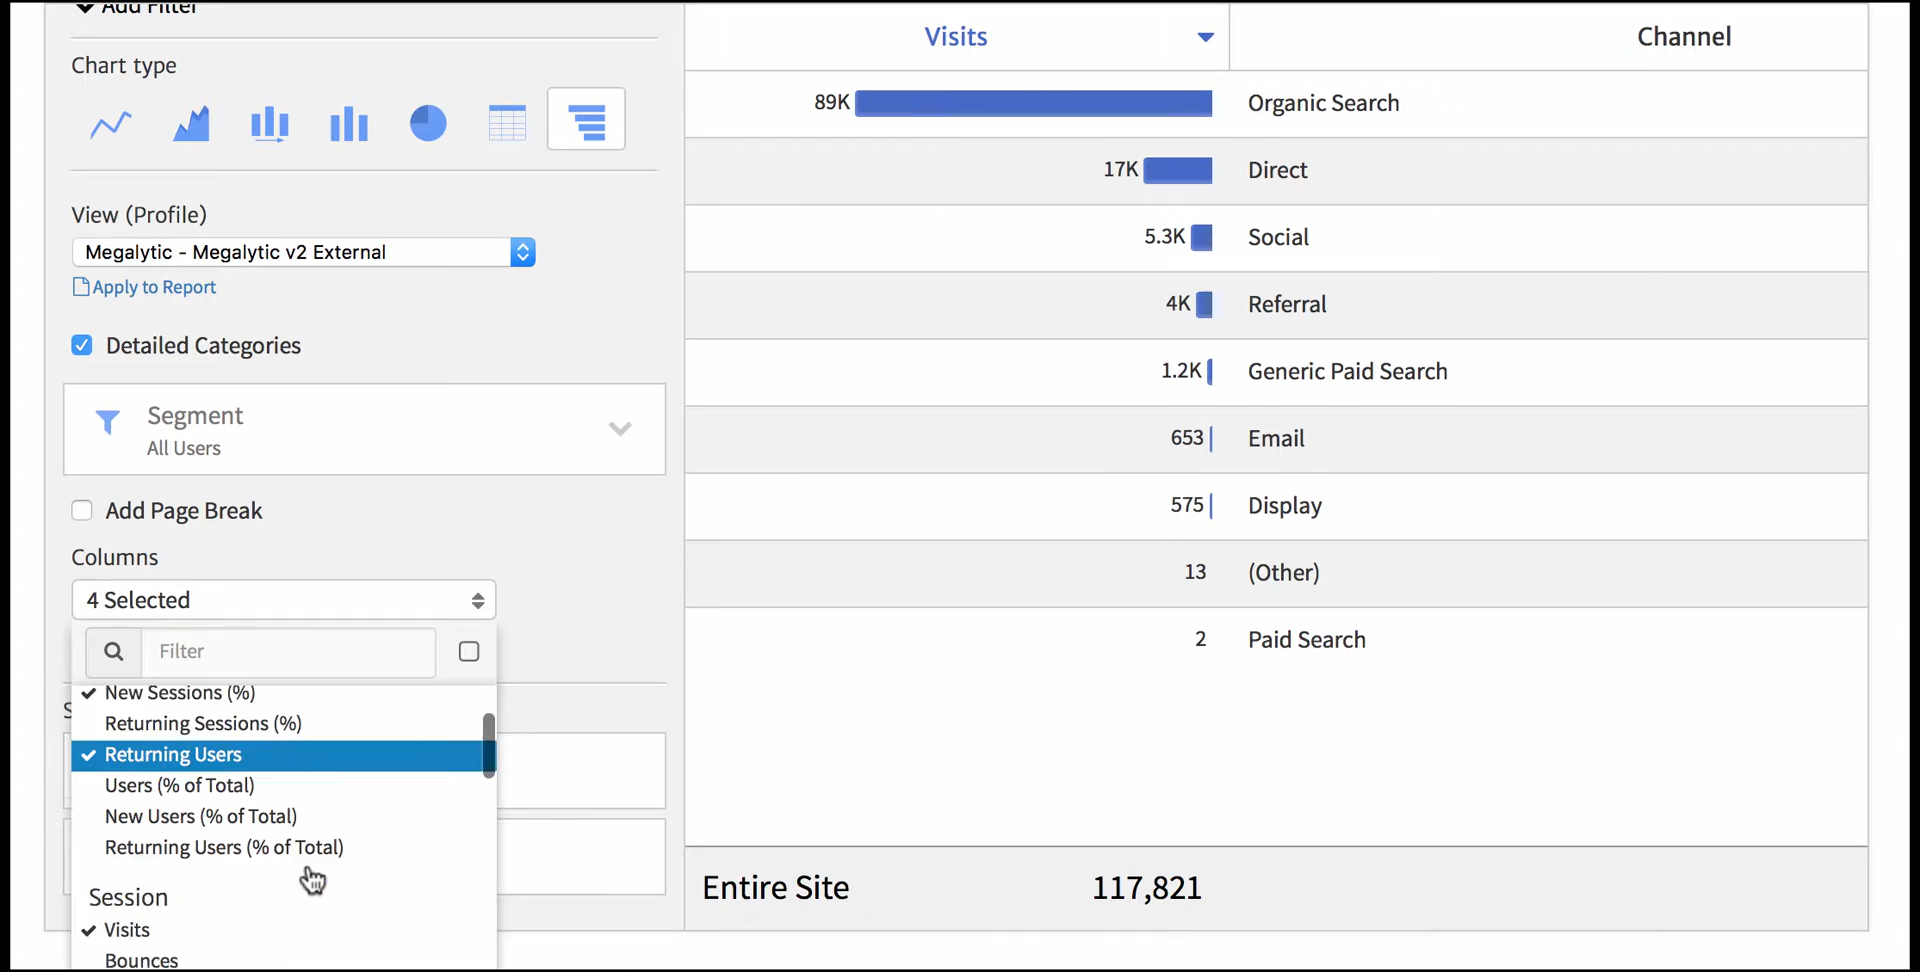 Add Filter
Chart type
View (Profile)
Megalytic - Megalytic v2 External
Apply to Report
Detailed Categories
Segment
All Users
Add Page Break
Columns
4 Selected
Filter
New Sessions (%)
Returning Sessions (%)
Returning Users
Users (% of Total)
New Users (% of Total)
Returning Users (% of Total)
Session
Visits
Bounces
Visits Channel
89K Organic Search
17K Direct
5.3K Social
4K Referral
1.2K Generic Paid Search
653 Email
575 Display
13 (Other)
2 Paid Search
Entire Site 117,821